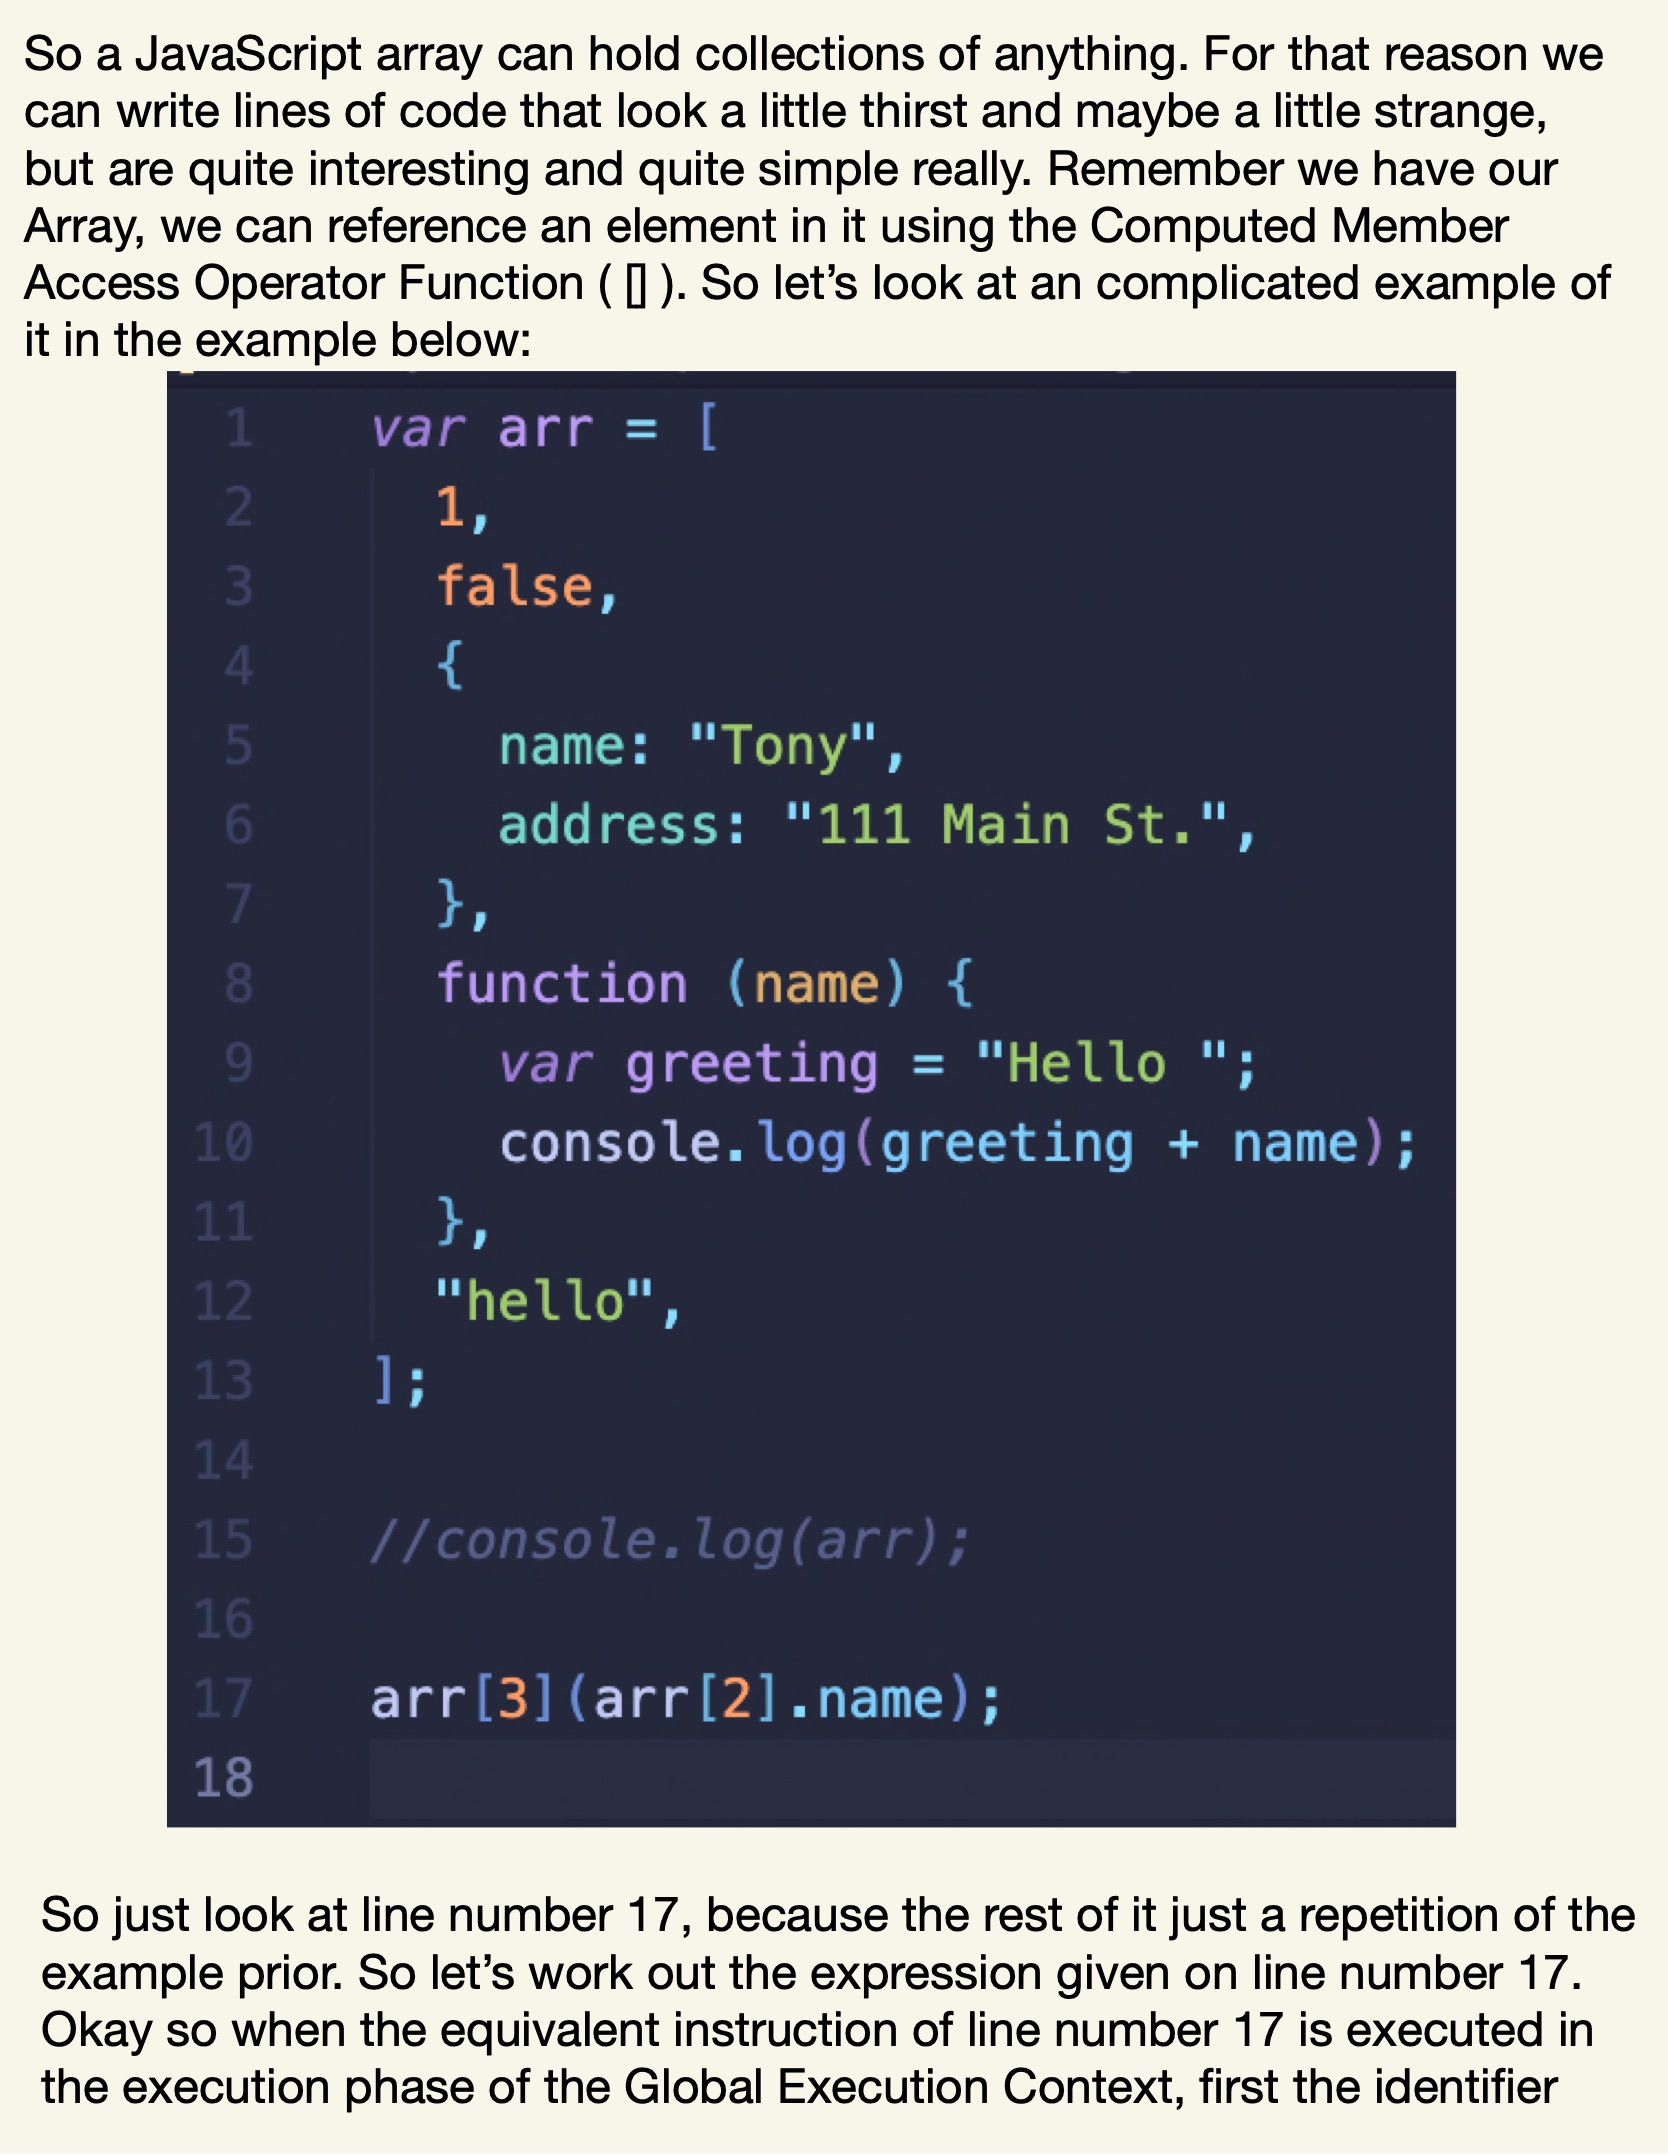 So a JavaScript array can hold collections of anything. For that reason we
can write lines of code that look a little thirst and maybe a little strange,
but are quite interesting and quite simple really. Remember we have our
Array, we can reference an element in it using the Computed Member
Access Operator Function ( [] ). So let’s look at an complicated example of
it in the example below:
1 var arr = [
2 1,
3 false,
4 {
5 name: "Tony",
6 address: "111 Main St.",
7 },
8 function (name) {
9 var greeting = "Hello ";
10 console.log(greeting + name);
11 },
12 "hello",
13 ];
14
15 //console.log(arr);
16
17 arr[3](arr[2].name);
18
So just look at line number 17, because the rest of it just a repetition of the
example prior. So let’s work out the expression given on line number 17.
Okay so when the equivalent instruction of line number 17 is executed in
the execution phase of the Global Execution Context, first the identifier